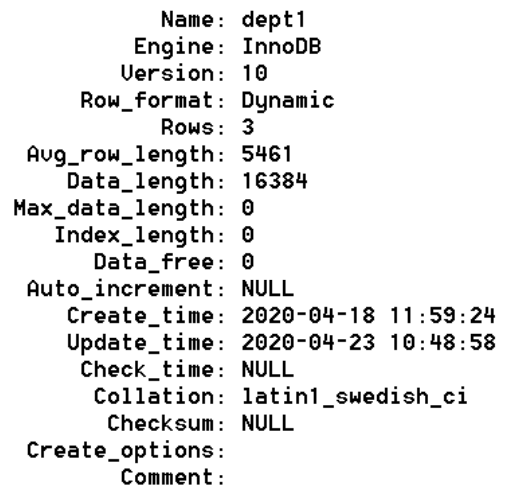 Name: dept1
Engine: InnoDB
Version: 10
Row_format: Dynamic
Rows: 3
Avg_row_length: 5461
Data_length: 16384
Max_data_length: 0
Index_length: 0
Data_free: 0
Auto_increment: NULL
Create_time: 2020-04-18 11:59:24
Update_time: 2020-04-23 10:48:58
Check_time: NULL
Collation: latin1_swedish_ci
Checksum: NULL
Create_options:
Comment: